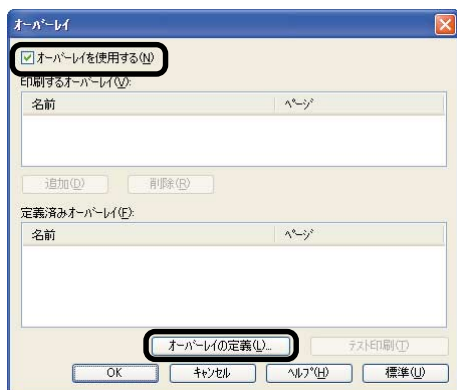 オーバーレイ
オーバーレイを使用する(N)
印刷するオーバーレイ(V):
名前 ページ
追加(D) 削除(R)
定義済みオーバーレイ(F):
名前 ページ
オーバーレイの定義(L)... テスト印刷(T)
OK キャンセル ヘルプ(H) 標準(U)